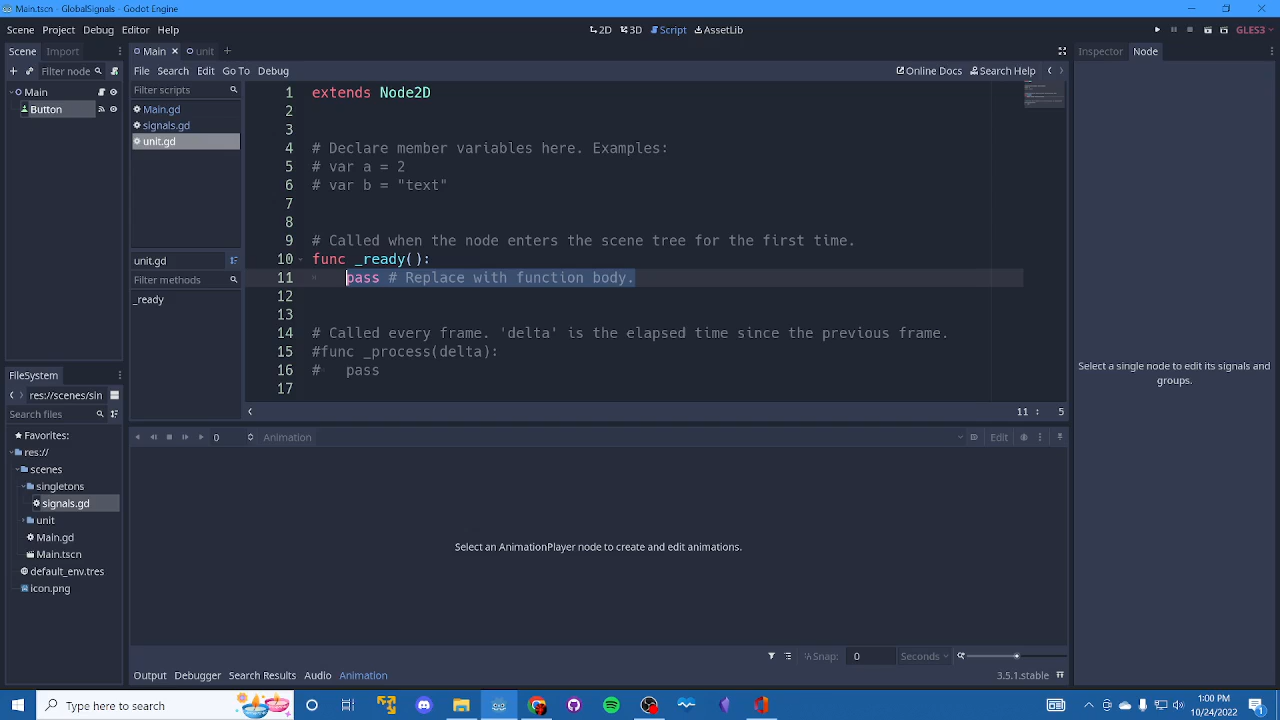 Main.tscn - GlobalSignals - Godot Engine
Scene Project Debug Editor Help
2D 3D Script AssetLib
GLES3
Scene Import
Filter node
Main
Button
Main unit
File Search Edit Go To Debug
Online Docs Search Help
Filter scripts
Main.gd
signals.gd
unit.gd
unit.gd
Filter methods
_ready
1 extends Node2D
2
3
4 # Declare member variables here. Examples:
5 # var a = 2
6 # var b = "text"
7
8
9 # Called when the node enters the scene tree for the first time.
10 func _ready():
11 pass # Replace with function body.
12
13
14 # Called every frame. 'delta' is the elapsed time since the previous frame.
15 #func _process(delta):
16 # pass
17
11 : 5
Inspector Node
Select a single node to edit its signals and
groups.
FileSystem
res://scenes/sin
Search files
Favorites:
res://
scenes
singletons
signals.gd
unit
Main.gd
Main.tscn
default_env.tres
icon.png
0 Animation Edit
Select an AnimationPlayer node to create and edit animations.
Snap: 0 Seconds
Output Debugger Search Results Audio Animation
3.5.1.stable
Type here to search
1:00 PM
10/24/2022
1